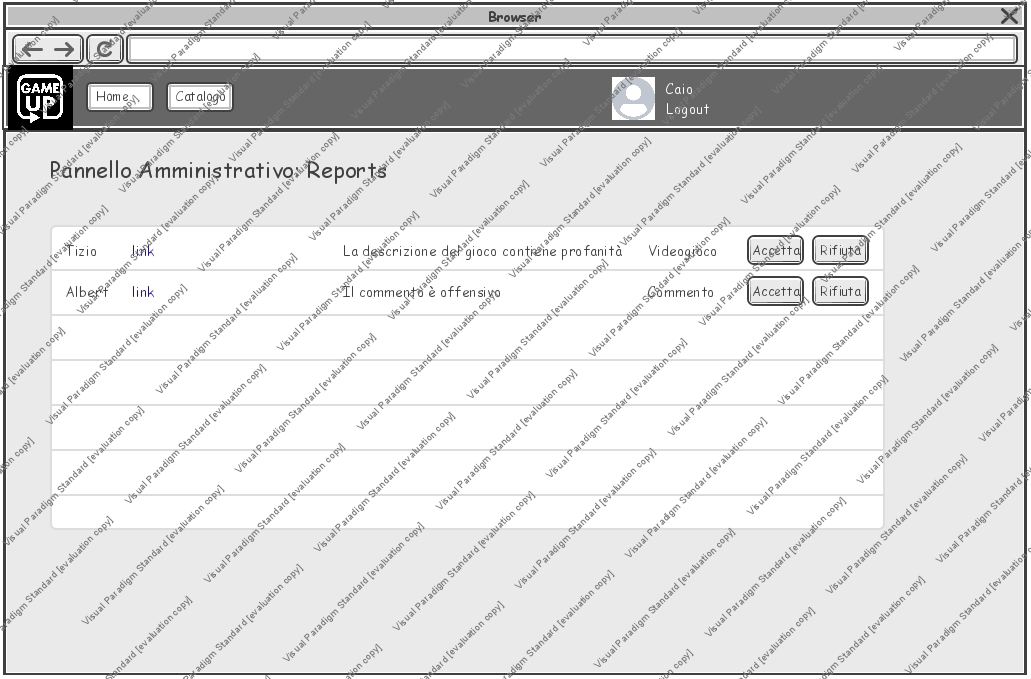 Browser
GAME UP
Home
Catalogo
Caio
Logout
Pannello Amministrativo: Reports
Tizio link La descrizione del gioco contiene profanità Videogioco Accetta Rifiuta
Albert link Il commento è offensivo Commento Accetta Rifiuta
Visual Paradigm Standard [evaluation copy]